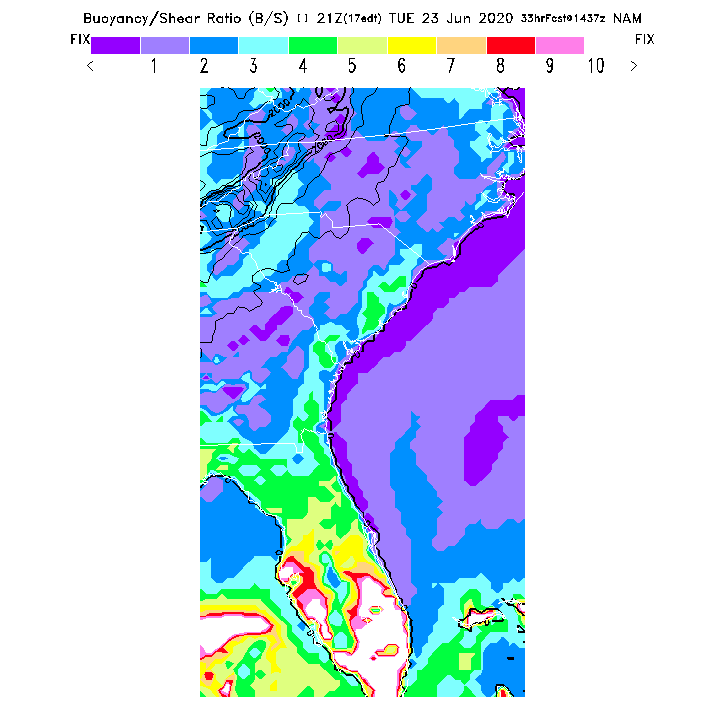 Buoyancy/Shear Ratio (B/S) [] 21Z(17edt) TUE 23 Jun 2020 33hrFcst@1437z NAM
FIX FIX
< 1 2 3 4 5 6 7 8 9 10 >
2000